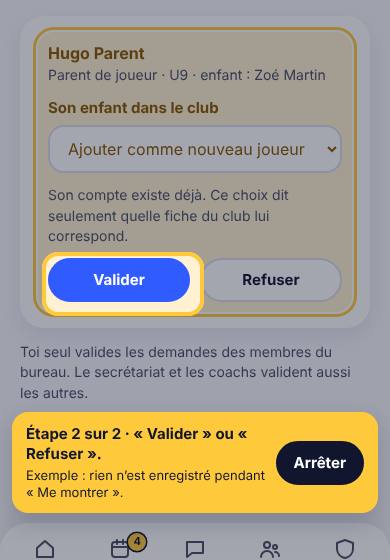 Hugo Parent
Parent de joueur · U9 · enfant : Zoé Martin
Son enfant dans le club
Ajouter comme nouveau joueur
Son compte existe déjà. Ce choix dit
seulement quelle fiche du club lui
correspond.
Valider
Refuser
Toi seul valides les demandes des membres du
bureau. Le secrétariat et les coachs valident aussi
les autres.
Étape 2 sur 2 · « Valider » ou «
Refuser ».
Exemple : rien n’est enregistré pendant
« Me montrer ».
Arrêter
4